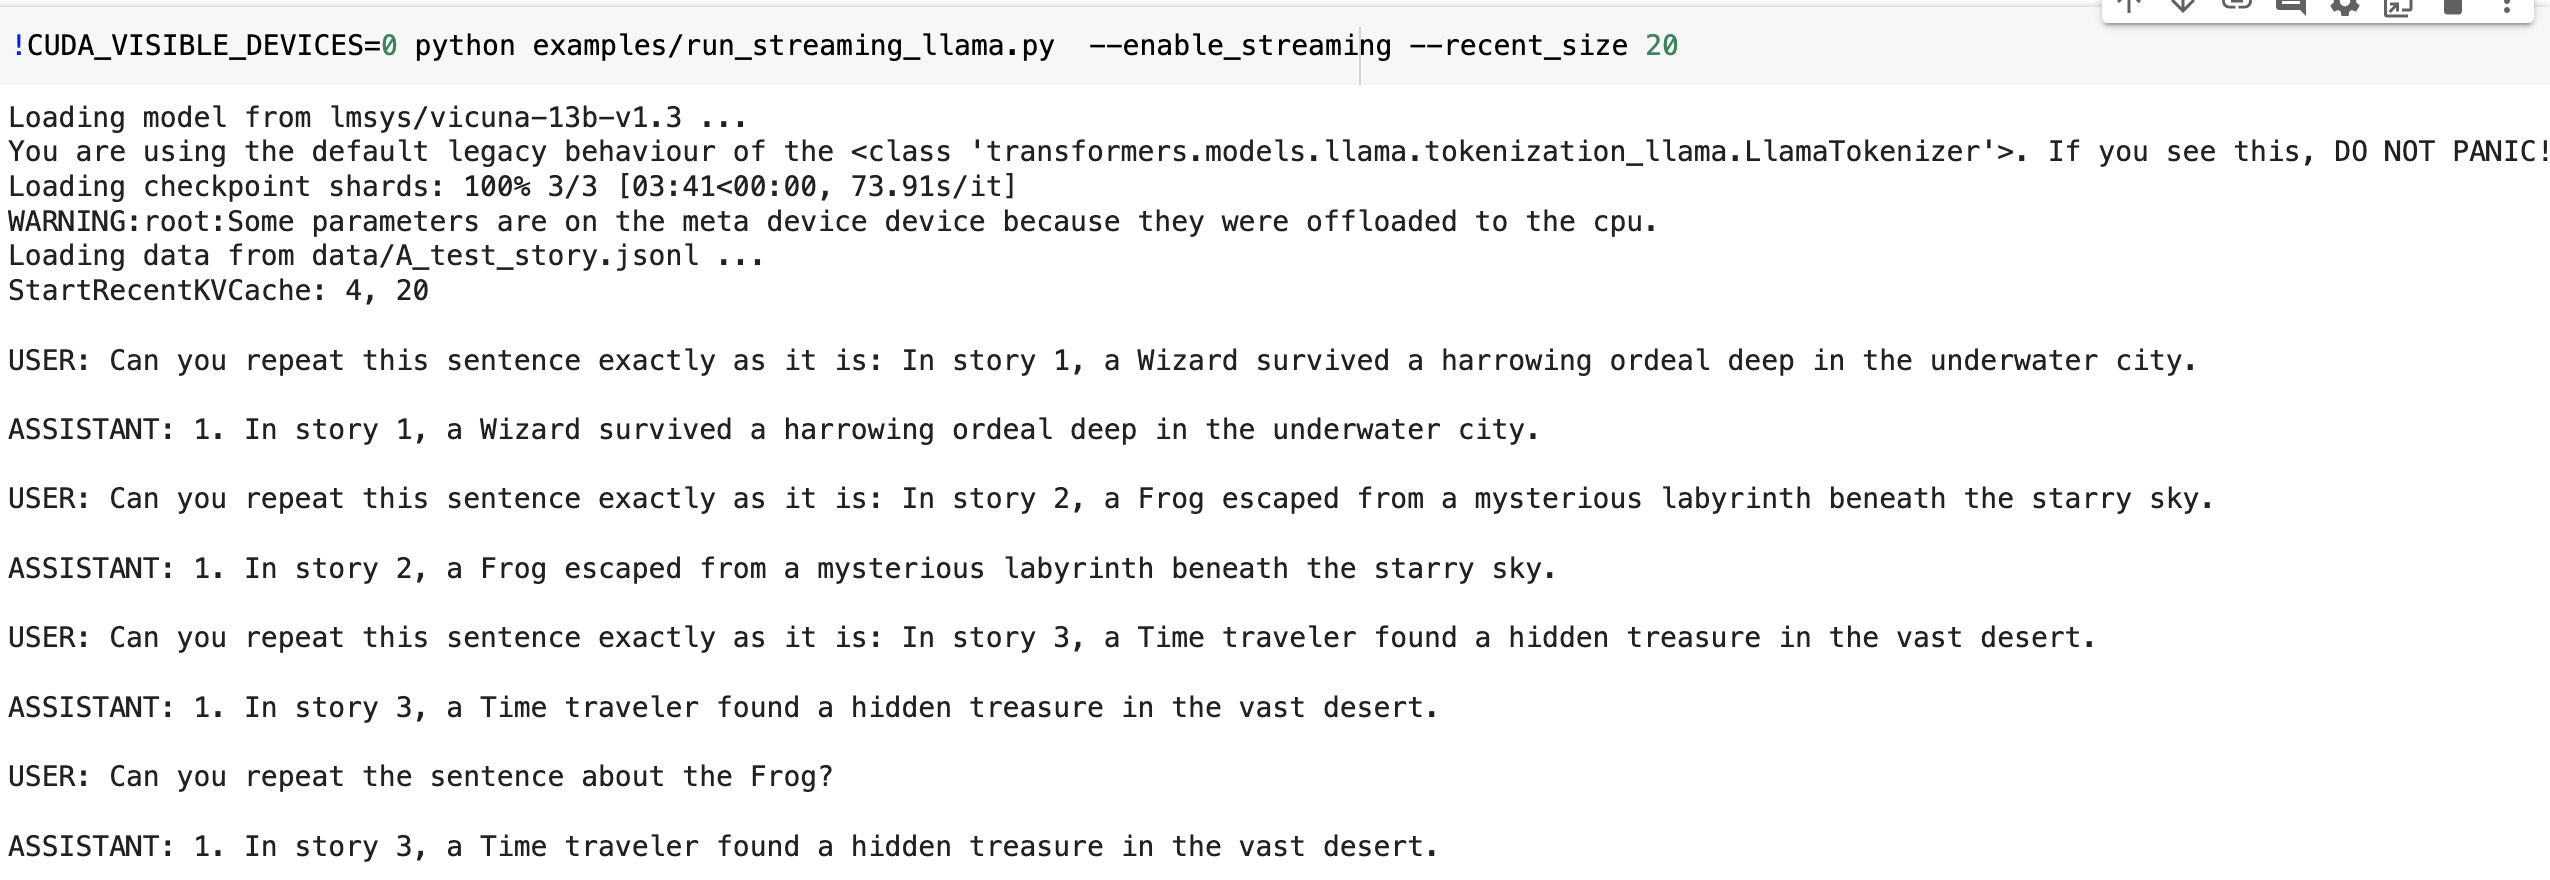 !CUDA_VISIBLE_DEVICES=0 python examples/run_streaming_llama.py  --enable_streaming --recent_size 20
Loading model from lmsys/vicuna-13b-v1.3 ...
You are using the default legacy behaviour of the <class 'transformers.models.llama.tokenization_llama.LlamaTokenizer'>. If you see this, DO NOT PANIC!
Loading checkpoint shards: 100% 3/3 [03:41<00:00, 73.91s/it]
WARNING:root:Some parameters are on the meta device device because they were offloaded to the cpu.
Loading data from data/A_test_story.jsonl ...
StartRecentKVCache: 4, 20
USER: Can you repeat this sentence exactly as it is: In story 1, a Wizard survived a harrowing ordeal deep in the underwater city.
ASSISTANT: 1. In story 1, a Wizard survived a harrowing ordeal deep in the underwater city.
USER: Can you repeat this sentence exactly as it is: In story 2, a Frog escaped from a mysterious labyrinth beneath the starry sky.
ASSISTANT: 1. In story 2, a Frog escaped from a mysterious labyrinth beneath the starry sky.
USER: Can you repeat this sentence exactly as it is: In story 3, a Time traveler found a hidden treasure in the vast desert.
ASSISTANT: 1. In story 3, a Time traveler found a hidden treasure in the vast desert.
USER: Can you repeat the sentence about the Frog?
ASSISTANT: 1. In story 3, a Time traveler found a hidden treasure in the vast desert.